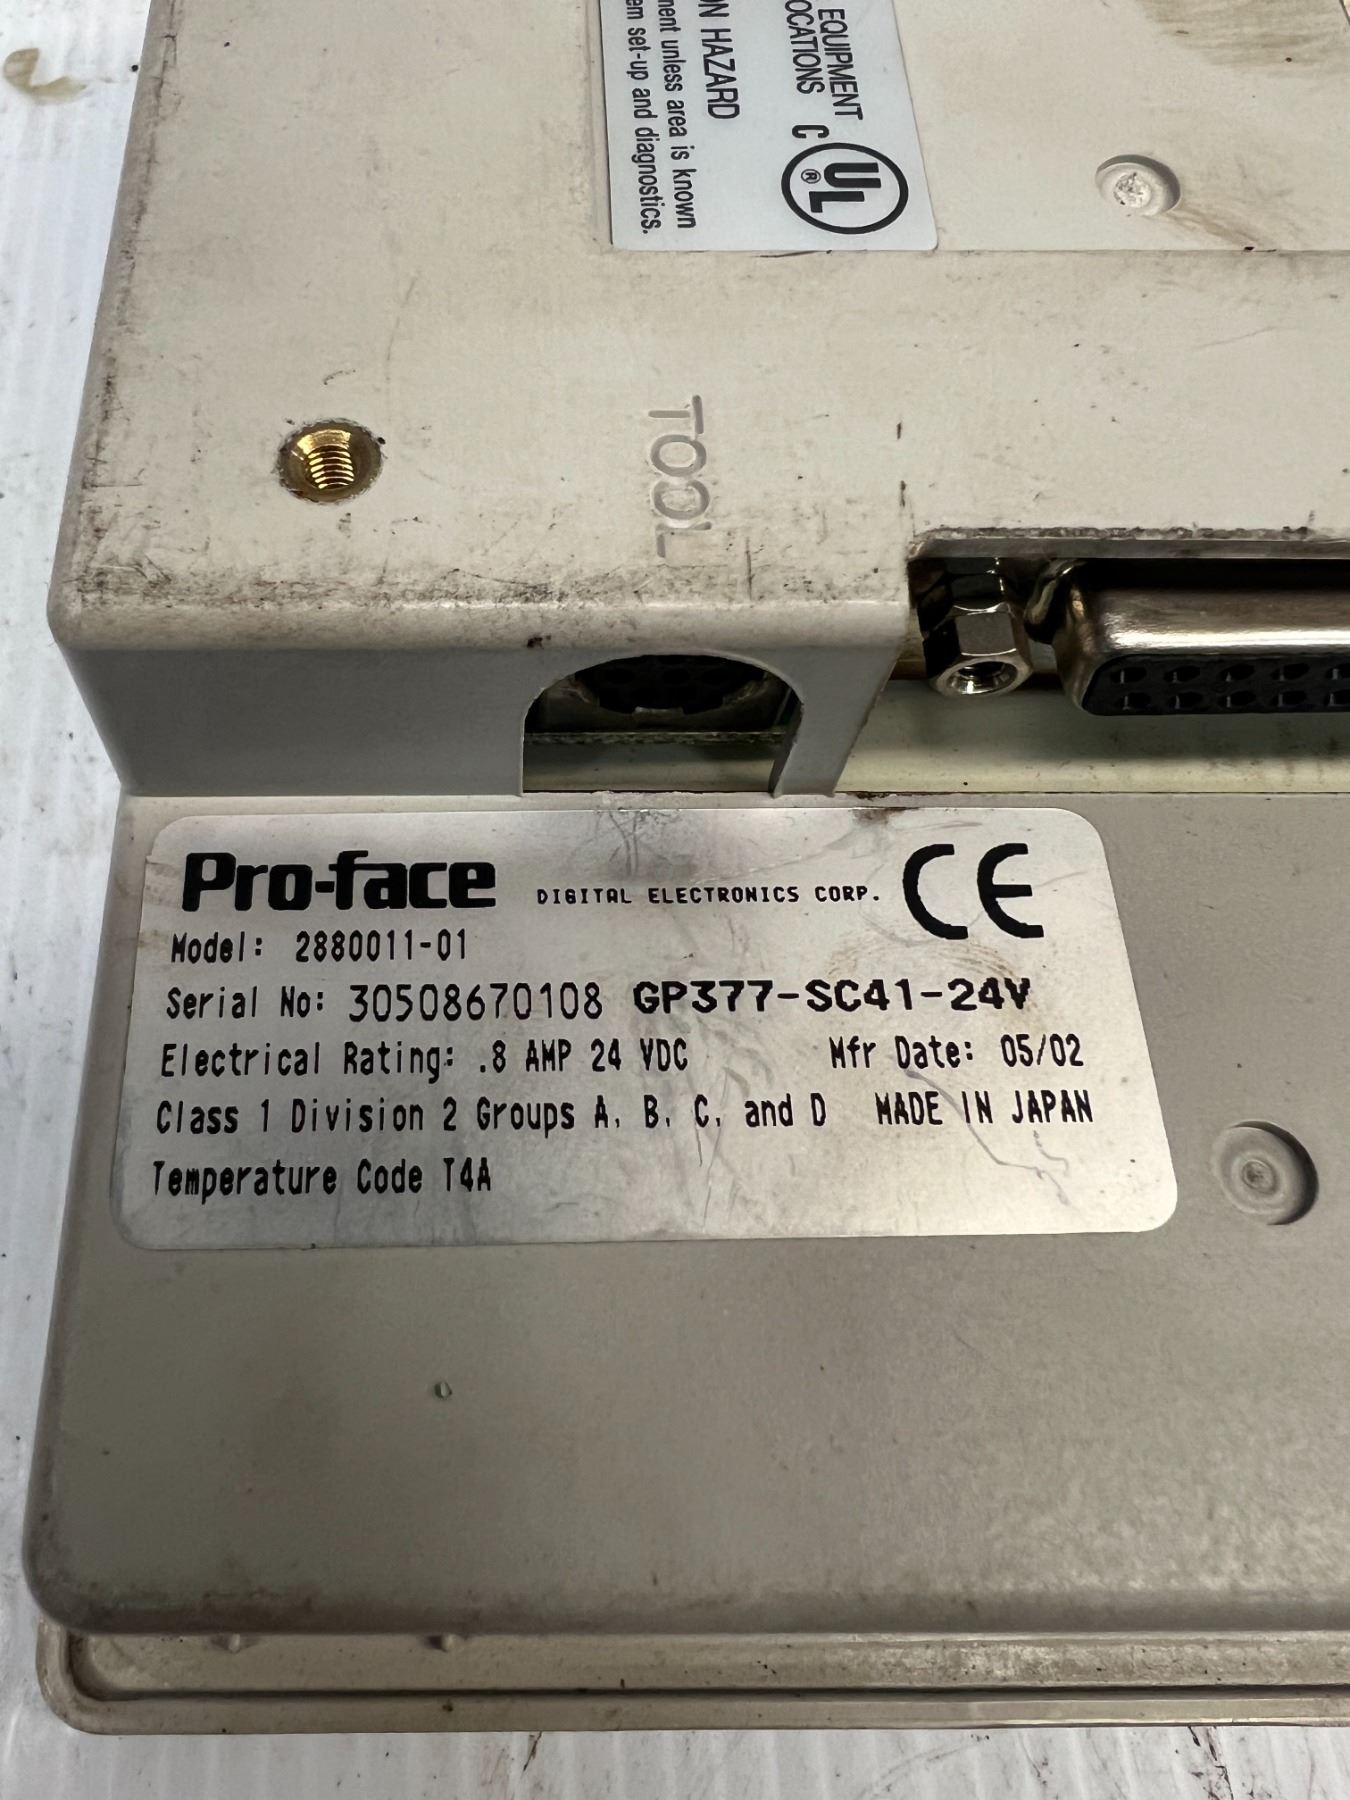 EQUIPMENT
OCATIONS
C UL ®
ON HAZARD
ment unless area is known
em set-up and diagnostics.
TOOL
Pro-face DIGITAL ELECTRONICS CORP. CE
Model: 2880011-01
Serial No: 30508670108 GP377-SC41-24V
Electrical Rating: .8 AMP 24 VDC Mfr Date: 05/02
Class 1 Division 2 Groups A, B, C, and D MADE IN JAPAN
Temperature Code T4A